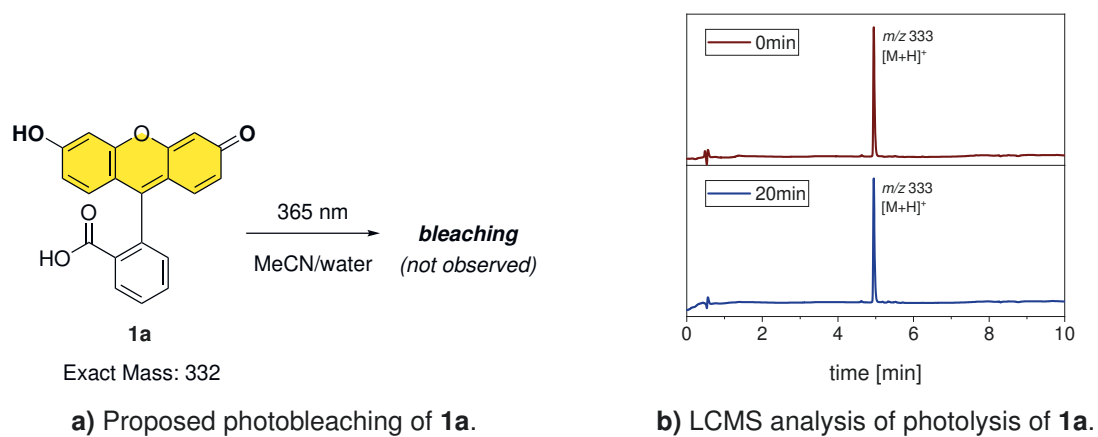 HO
O
O
O
HO
365 nm
MeCN/water
bleaching
(not observed)
1a
Exact Mass: 332
a) Proposed photobleaching of 1a.
0min
m/z 333
[M+H]⁺
20min
m/z 333
[M+H]⁺
0 2 4 6 8 10
time [min]
b) LCMS analysis of photolysis of 1a.